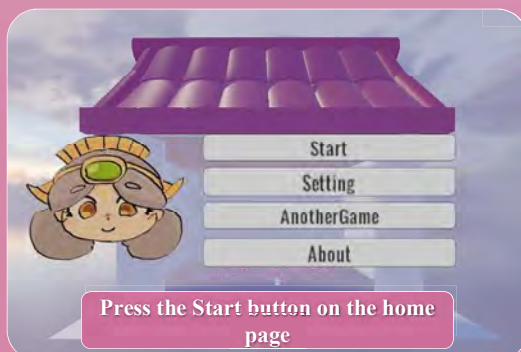 Start
Setting
AnotherGame
About
Press the Start button on the home
page